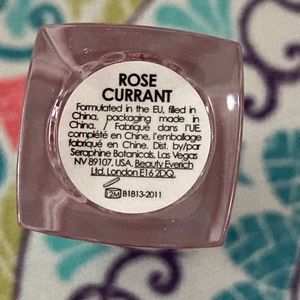 ROSE
CURRANT
Formulated in the EU, filled in
China, packaging made in
China. / Fabriqué dans l'UE,
complété en Chine, l'emballage
fabriqué en Chine. Dist. by/par
Seraphine Botanicals, Las Vegas
NV 89107, USA. Beauty Everich
Ltd. London E16 2DQ.
12M B1813-2011